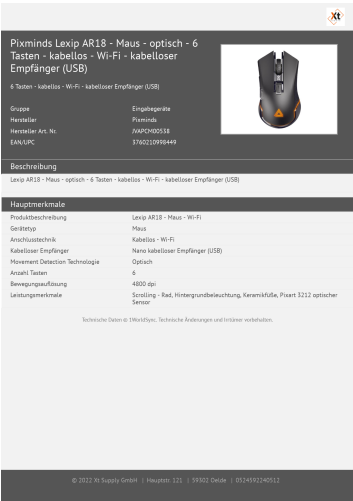 Xt
Pixminds Lexip AR18 - Maus - optisch - 6
Tasten - kabellos - Wi-Fi - kabelloser
Empfänger (USB)
6 Tasten - kabellos - Wi-Fi - kabelloser Empfänger (USB)
Gruppe Eingabegeräte
Hersteller Pixminds
Hersteller Art. Nr. JVAPCM00538
EAN/UPC 3760210998449
Beschreibung
Lexip AR18 - Maus - optisch - 6 Tasten - kabellos - Wi-Fi - kabelloser Empfänger (USB)
Hauptmerkmale
Produktbeschreibung Lexip AR18 - Maus - Wi-Fi
Gerätetyp Maus
Anschlusstechnik Kabellos - Wi-Fi
Kabelloser Empfänger Nano kabelloser Empfänger (USB)
Movement Detection Technologie Optisch
Anzahl Tasten 6
Bewegungsauflösung 4800 dpi
Leistungsmerkmale Scrolling - Rad, Hintergrundbeleuchtung, Keramikfüße, Pixart 3212 optischer
Sensor
Technische Daten © 1WorldSync. Technische Änderungen und Irrtümer vorbehalten.
© 2022 Xt Supply GmbH | Hauptstr. 121 | 59302 Oelde | 0524592240512